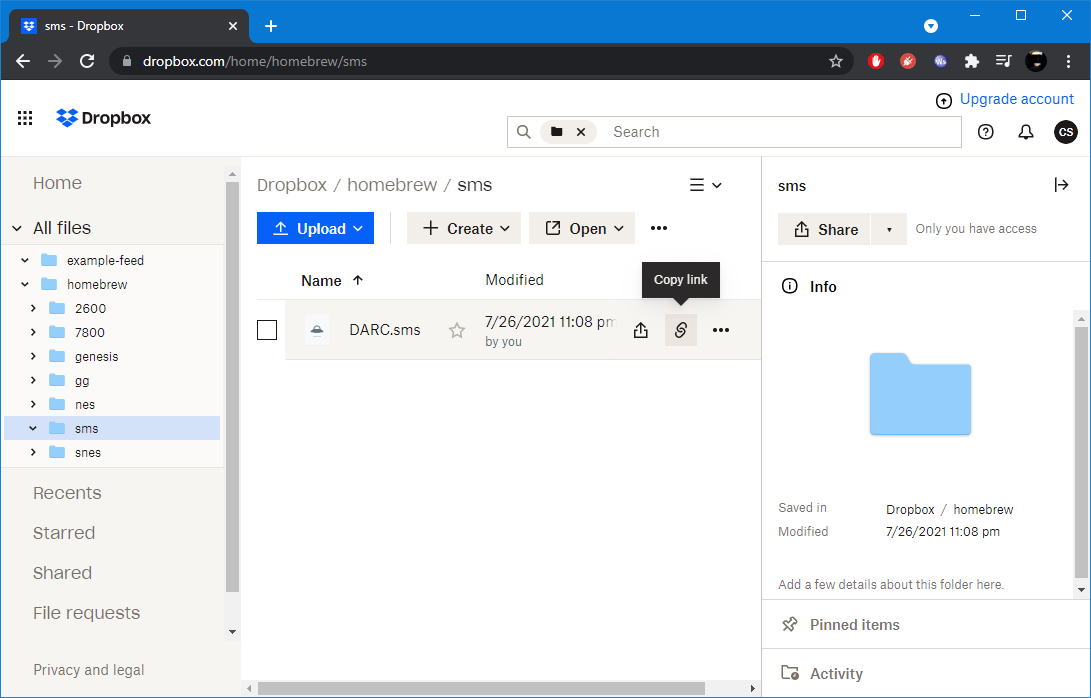 sms - Dropbox
dropbox.com/home/homebrew/sms
Ws
Upgrade account
Dropbox
Search
CS
Home
All files
example-feed
homebrew
2600
7800
genesis
gg
nes
sms
snes
Recents
Starred
Shared
File requests
Privacy and legal
Dropbox / homebrew / sms
Upload
Create
Open
Name
Modified
Copy link
DARC.sms
7/26/2021 11:08 pm
by you
sms
Share
Only you have access
Info
Saved in
Dropbox / homebrew
Modified
7/26/2021 11:08 pm
Add a few details about this folder here.
Pinned items
Activity